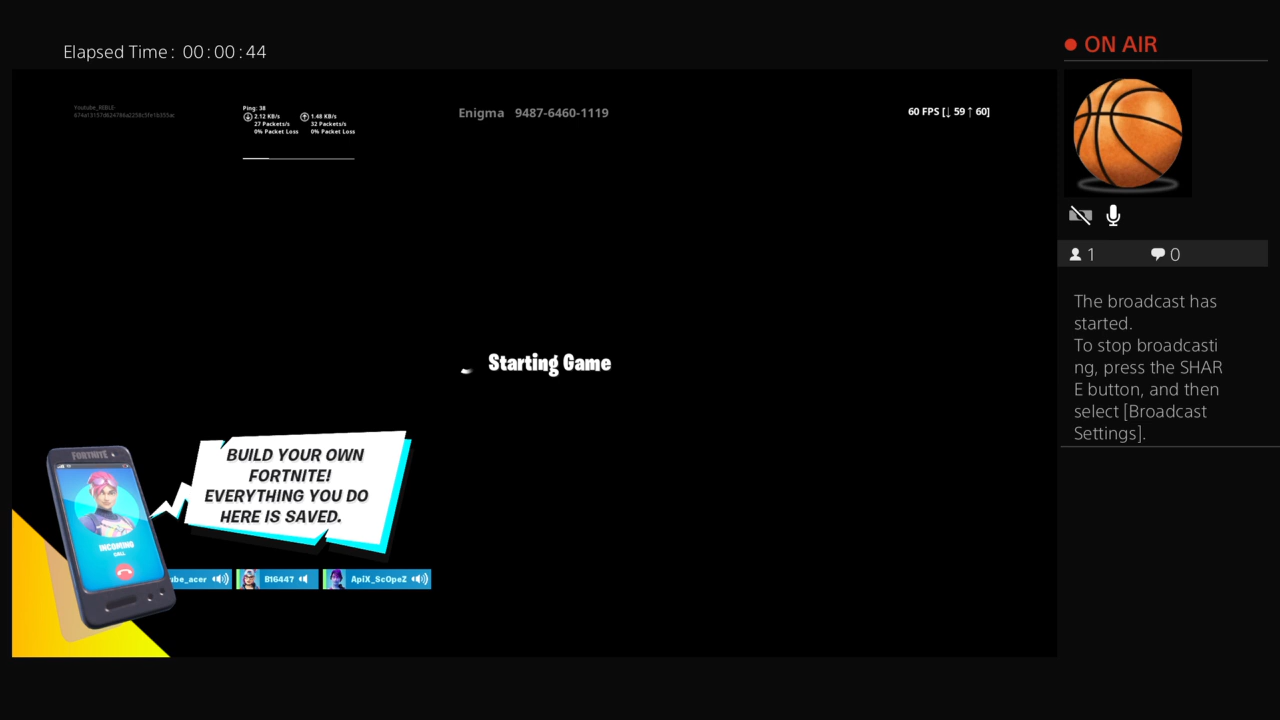 Elapsed Time: 00:00:44
ON AIR
Ping: 38
2.12 KB/s
1.48 KB/s
27 Packets/s
32 Packets/s
0% Packet Loss
0% Packet Loss
Enigma 9487-6460-1119
60 FPS [↓ 59 ↑ 60]
1
0
The broadcast has
started.
To stop broadcasti
ng, press the SHAR
E button, and then
select [Broadcast
Settings].
Starting Game
FORTNITE
INCOMING
CALL
BUILD YOUR OWN
FORTNITE!
EVERYTHING YOU DO
HERE IS SAVED.
ube_acer
B16447
ApiX_ScOpeZ